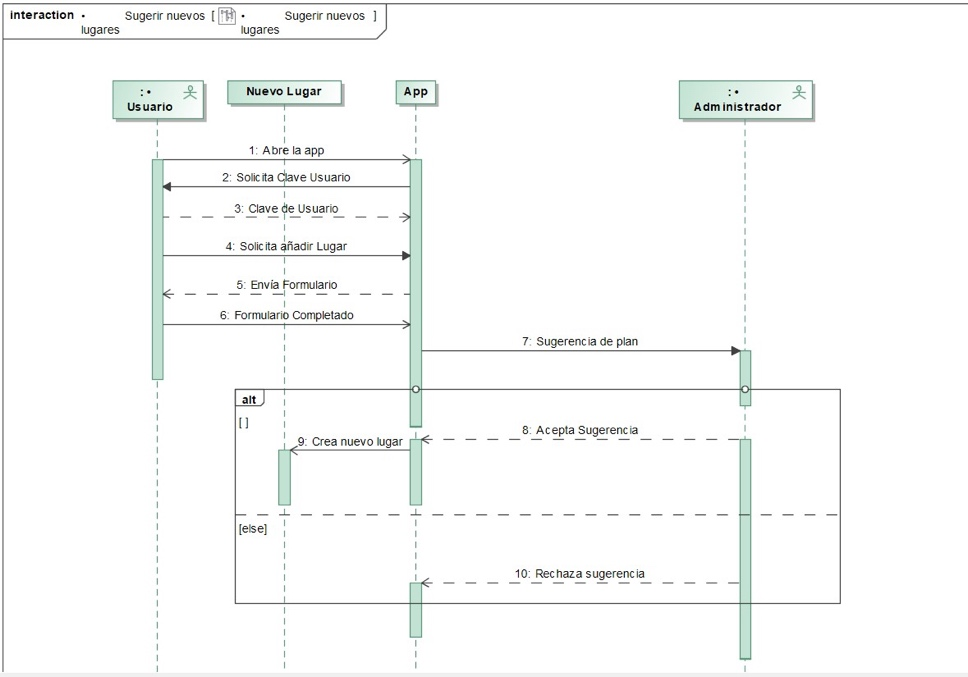 interaction • Sugerir nuevos [ • Sugerir nuevos ]
lugares lugares
: •
Usuario
Nuevo Lugar
App
: •
Administrador
1: Abre la app
2: Solicita Clave Usuario
3: Clave de Usuario
4: Solicita añadir Lugar
5: Envía Formulario
6: Formulario Completado
7: Sugerencia de plan
alt
[ ]
8: Acepta Sugerencia
9: Crea nuevo lugar
[else]
10: Rechaza sugerencia